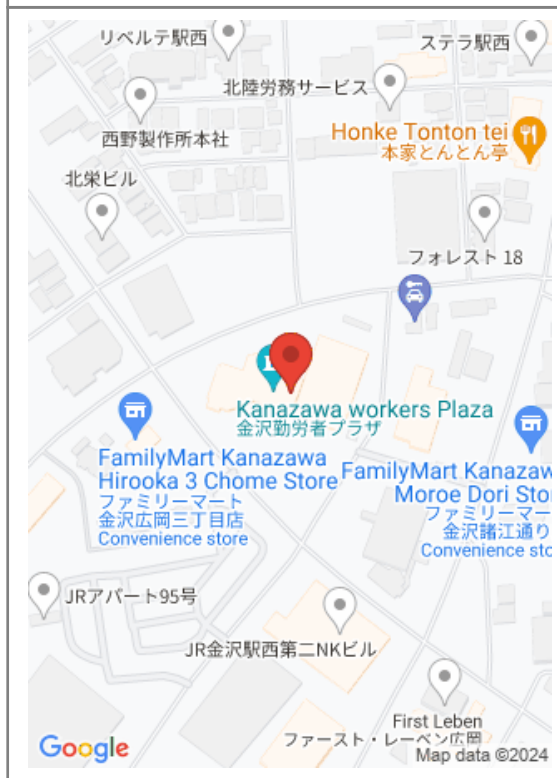 リベルテ駅西
ステラ駅西
北陸労務サービス
西野製作所本社
Honke Tonton tei
本家とんとん亭
北栄ビル
フォレスト 18
Kanazawa workers Plaza
金沢勤労者プラザ
FamilyMart Kanazawa
Hirooka 3 Chome Store
ファミリーマート
金沢広岡三丁目店
Convenience store
FamilyMart Kanazaw
Moroe Dori Sto
ファミリーマー
金沢諸江通り
Convenience sto
JRアパート95号
JR金沢駅西第二NKビル
First Leben
ファースト・レーベン広岡
Google
Map data ©2024